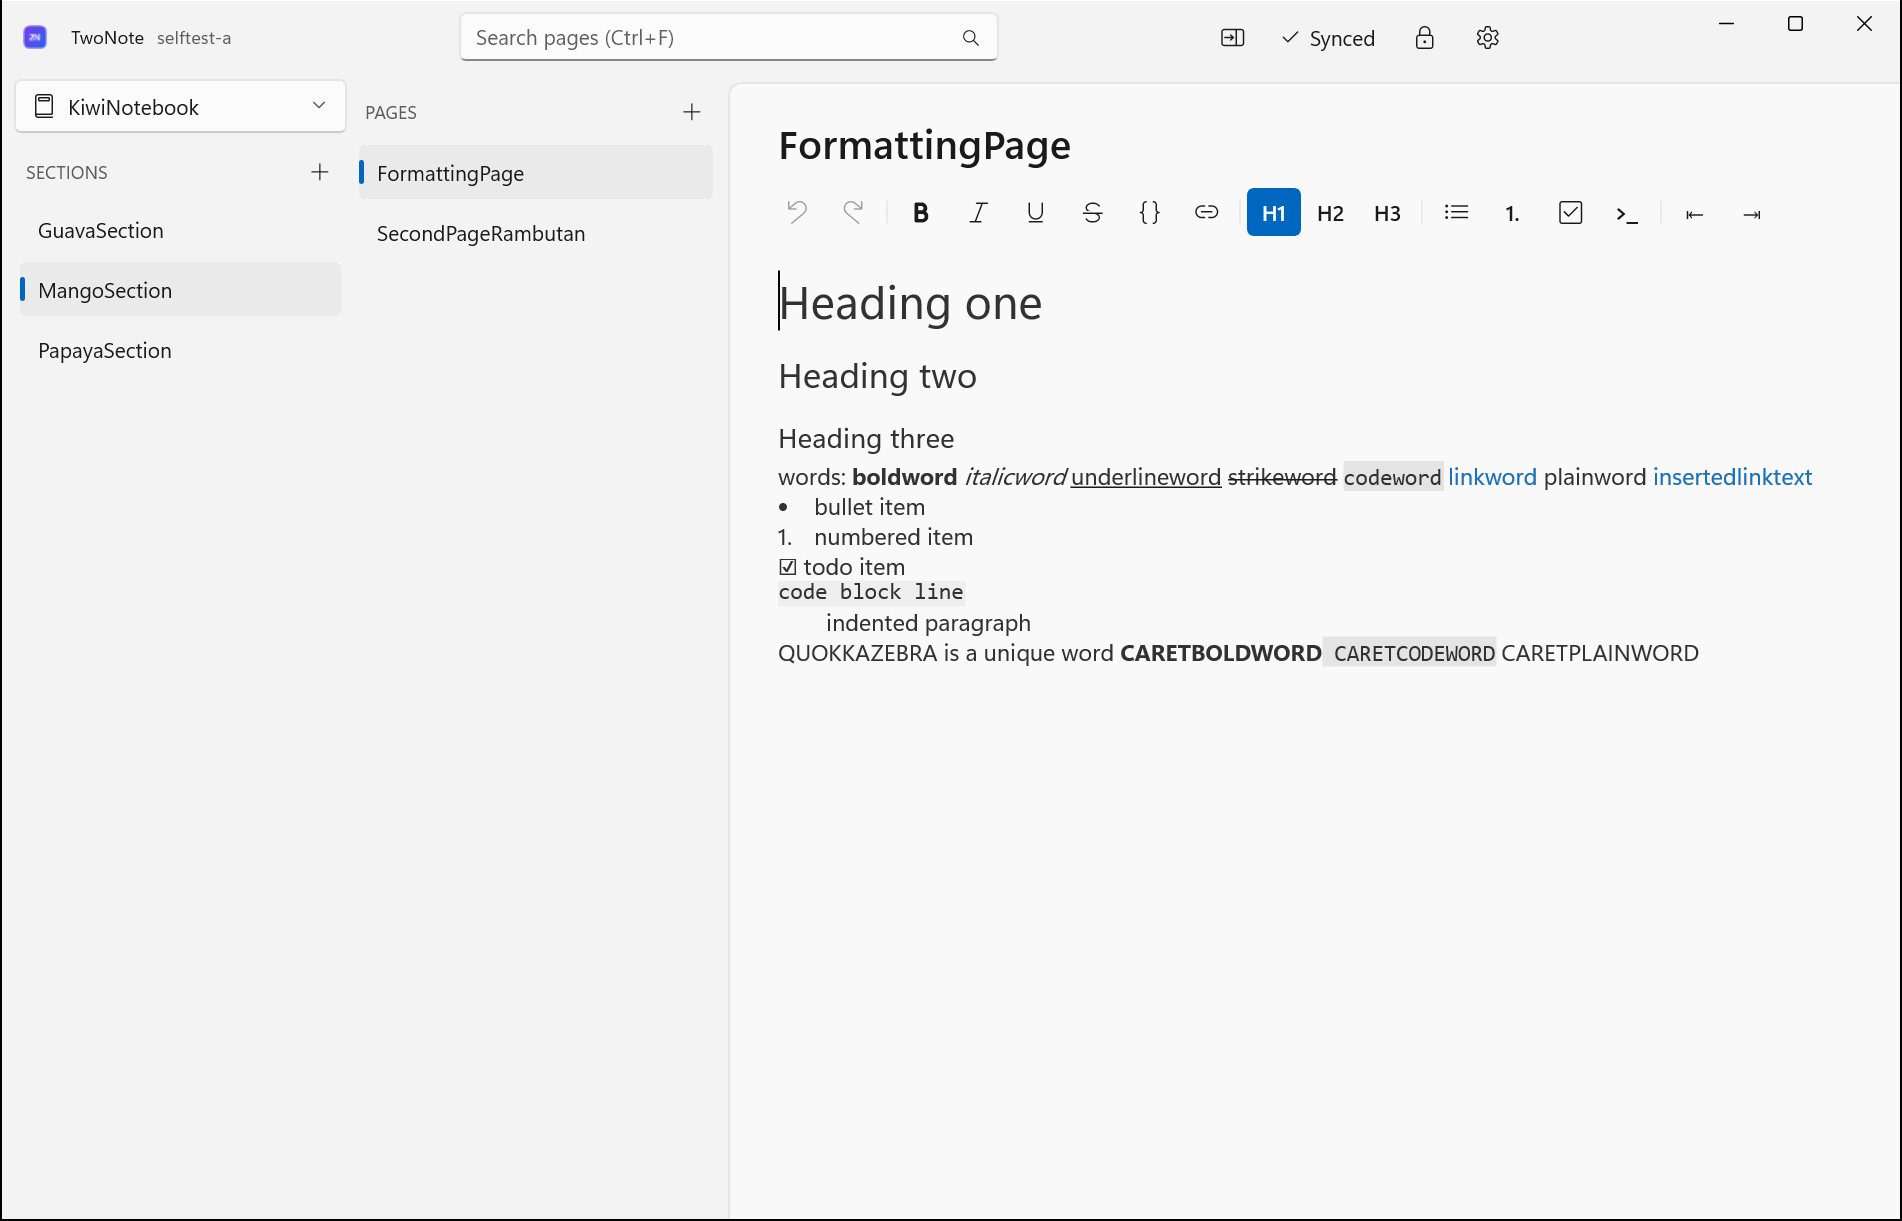 2N TwoNote selftest-a
Search pages (Ctrl+F)
Synced
KiwiNotebook
SECTIONS
GuavaSection
MangoSection
PapayaSection
PAGES
FormattingPage
SecondPageRambutan
FormattingPage
B I U S {} H1 H2 H3 1. >_
Heading one
Heading two
Heading three
words: boldword italicword underlineword strikeword codeword linkword plainword insertedlinktext
• bullet item
1. numbered item
☑ todo item
code block line
indented paragraph
QUOKKAZEBRA is a unique word CARETBOLDWORD CARETCODEWORD CARETPLAINWORD